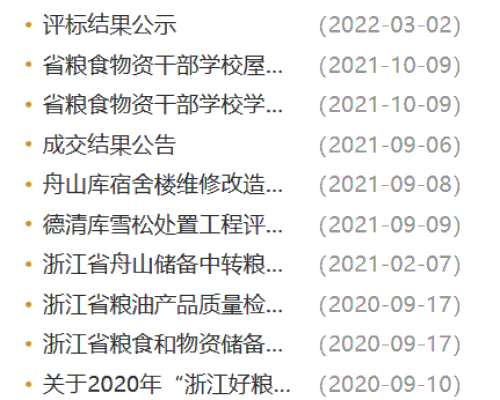 评标结果公示 (2022-03-02)
省粮食物资干部学校屋... (2021-10-09)
省粮食物资干部学校学... (2021-10-09)
成交结果公告 (2021-09-06)
舟山库宿舍楼维修改造... (2021-09-08)
德清库雪松处置工程评... (2021-09-09)
浙江省舟山储备中转粮... (2021-02-07)
浙江省粮油产品质量检... (2020-09-17)
浙江省粮食和物资储备... (2020-09-17)
关于2020年“浙江好粮... (2020-09-10)